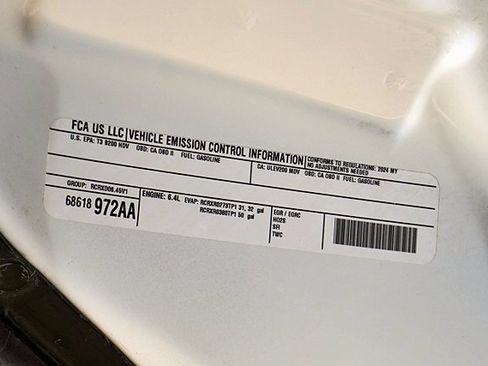 FCA US LLC VEHICLE EMISSION CONTROL INFORMATION CONFORMS TO REGULATIONS: 2024 MY
NO ADJUSTMENTS NEEDED
U.S. EPA: T3 B200 HDV OBD: CA OBD II FUEL: GASOLINE
CA: ULEV200 MDV OBD: CA OBD II FUEL: GASOLINE
GROUP: RCRXD06.45V1
68618 972AA
ENGINE: 6.4L EVAP: RCRXR0273TP1 31, 32 gal
RCRXR0380TP1 50 gal
EGR / EGRC
HO2S
SFI
TWC